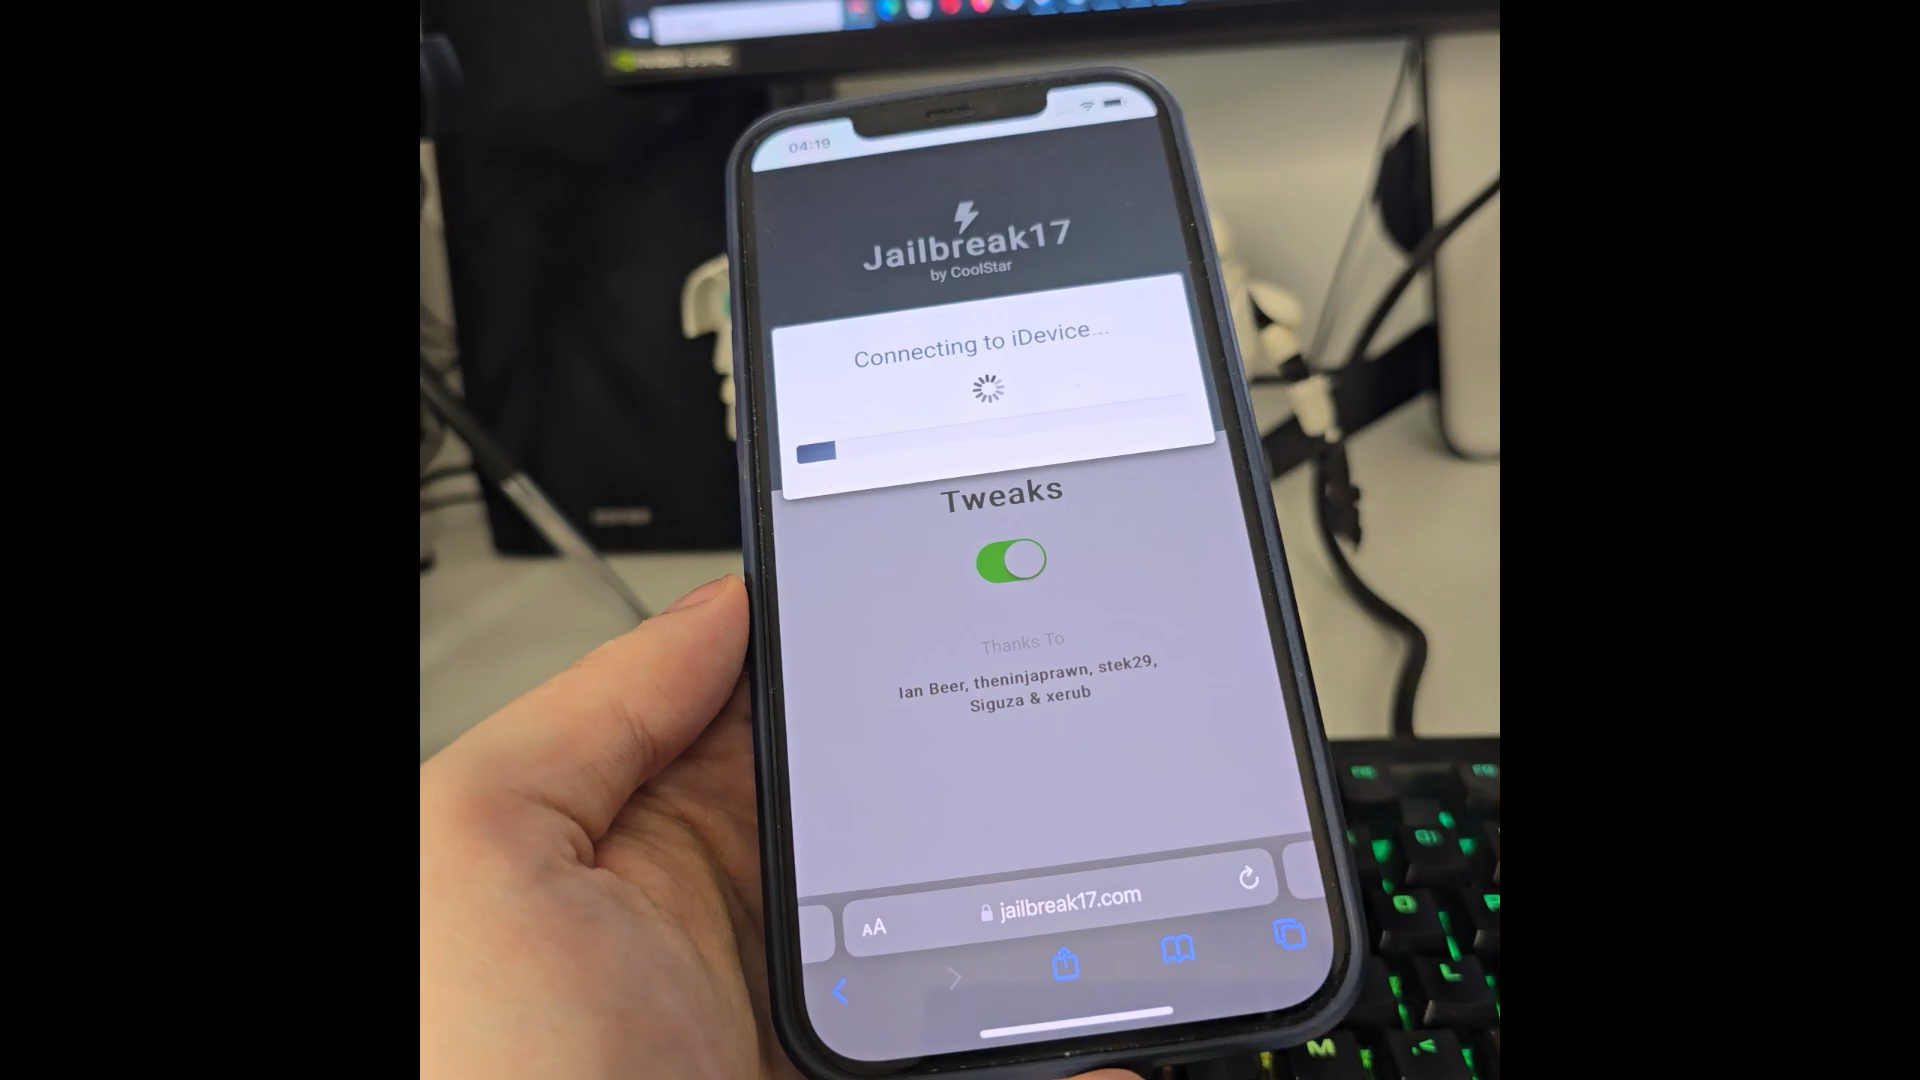 04:19
Jailbreak17
by CoolStar
Connecting to iDevice...
Tweaks
Thanks To
Ian Beer, theninjaprawn, stek29,
Siguza & xerub
AA
jailbreak17.com
L
M
<